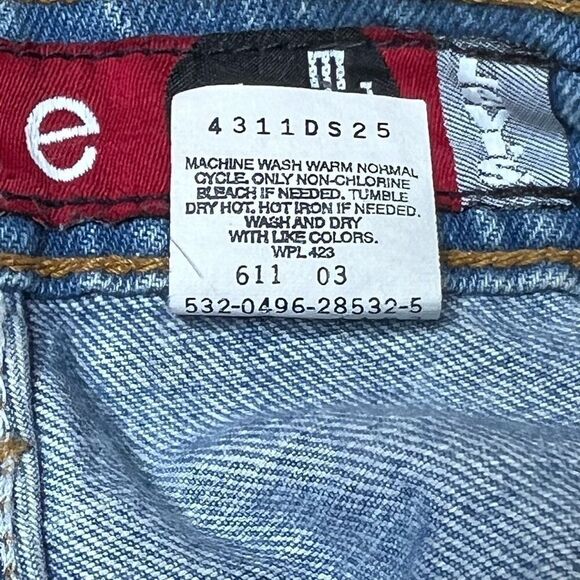 e
4311DS25
MACHINE WASH WARM NORMAL
CYCLE. ONLY NON-CHLORINE
BLEACH IF NEEDED. TUMBLE
DRY HOT. HOT IRON IF NEEDED.
WASH AND DRY
WITH LIKE COLORS.
WPL 423
611 03
532-0496-28532-5